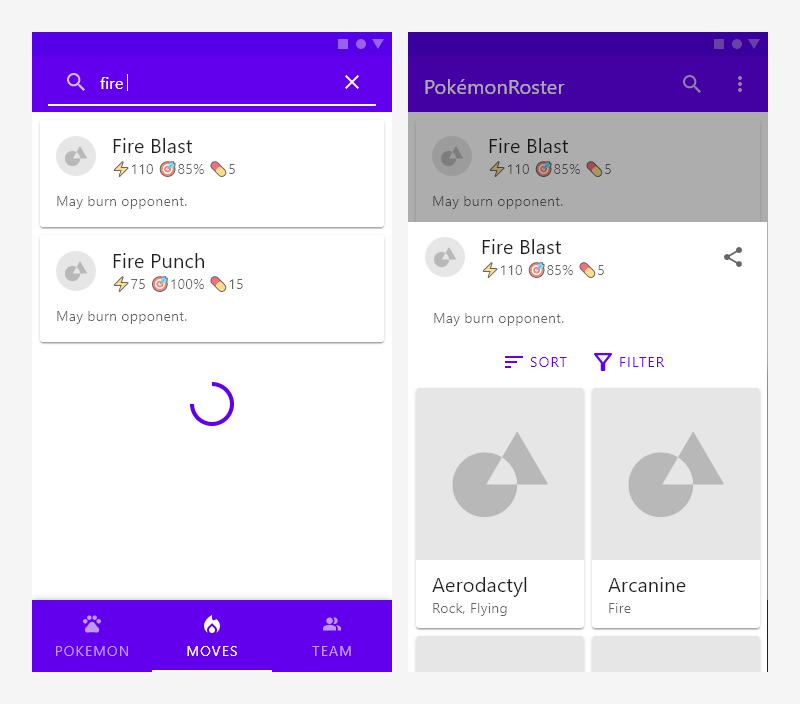 fire
Fire Blast
⚡110 🎯85% 💊5
May burn opponent.
Fire Punch
⚡75 🎯100% 💊15
May burn opponent.
POKEMON
MOVES
TEAM
PokémonRoster
Fire Blast
⚡110 🎯85% 💊5
May burn opponent.
Fire Blast
⚡110 🎯85% 💊5
May burn opponent.
SORT
FILTER
Aerodactyl
Rock, Flying
Arcanine
Fire